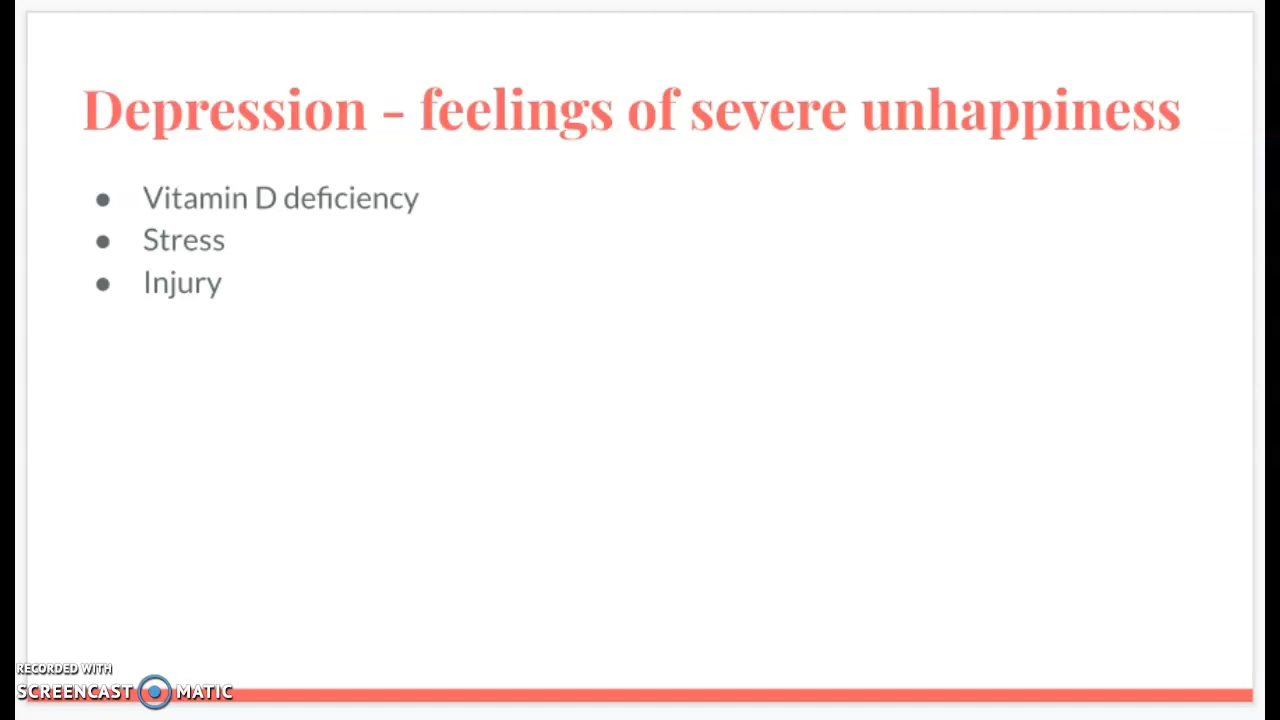 Depression - feelings of severe unhappiness
● Vitamin D deficiency
● Stress
● Injury
RECORDED WITH
SCREENCAST MATIC